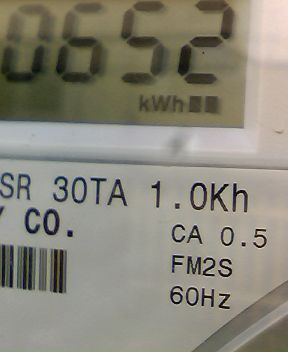 0652
kWh
SR 30TA 1.0Kh
Y CO.
CA 0.5
FM2S
60Hz